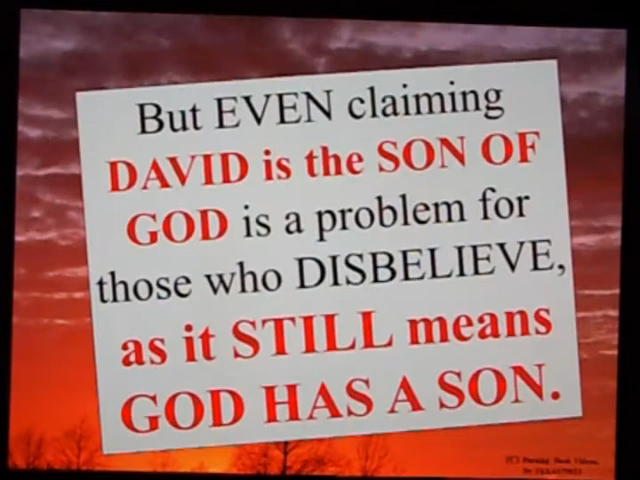 But EVEN claiming
DAVID is the SON OF
GOD is a problem for
those who DISBELIEVE,
as it STILL means
GOD HAS A SON.